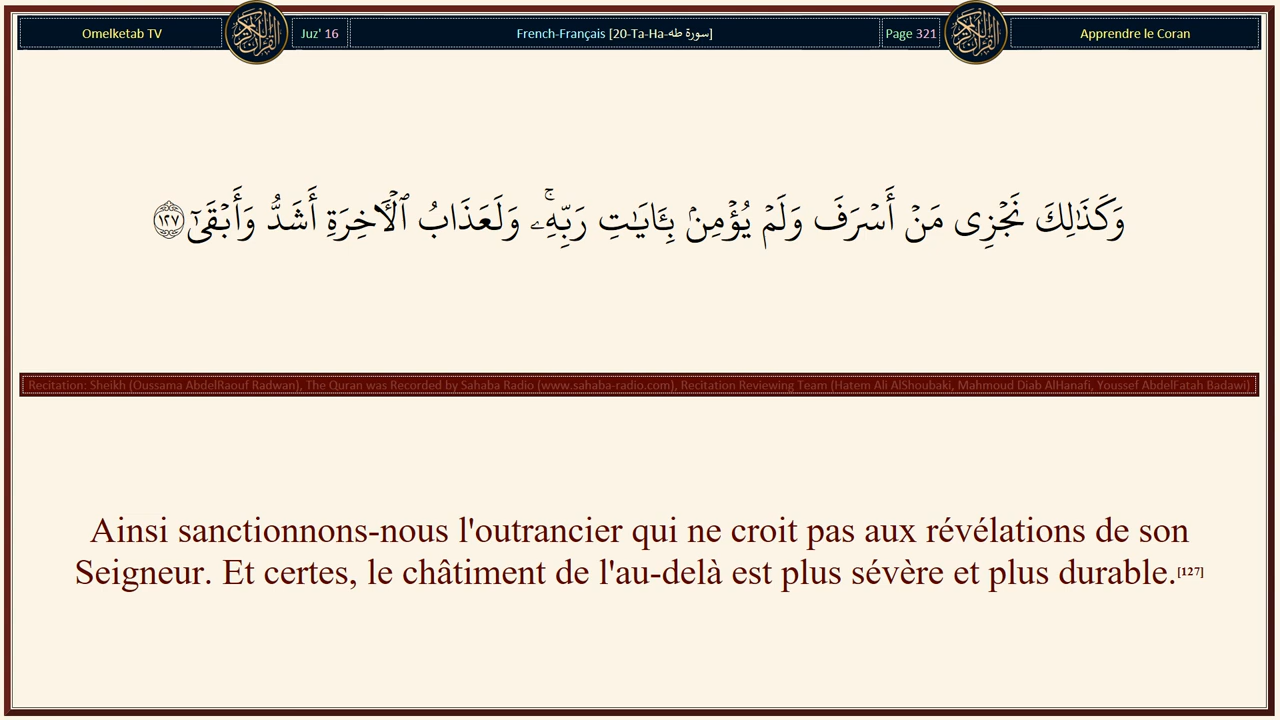 Omelketab TV
Juz' 16
French-Français [20-Ta-Ha-سورة طه]
Page 321
Apprendre le Coran
وَكَذَٰلِكَ نَجۡزِي مَنۡ أَسۡرَفَ وَلَمۡ يُؤۡمِنۢ بِـَٔايَٰتِ رَبِّهِۦۚ وَلَعَذَابُ ٱلۡأٓخِرَةِ أَشَدُّ وَأَبۡقَىٰٓ ١٢٧
Recitation: Sheikh (Oussama AbdelRaouf Radwan), The Quran was Recorded by Sahaba Radio (www.sahaba-radio.com), Recitation Reviewing Team (Hatem Ali AlShoubaki, Mahmoud Diab AlHanafi, Youssef AbdelFatah Badawi)
Ainsi sanctionnons-nous l'outrancier qui ne croit pas aux révélations de son
Seigneur. Et certes, le châtiment de l'au-delà est plus sévère et plus durable.[127]